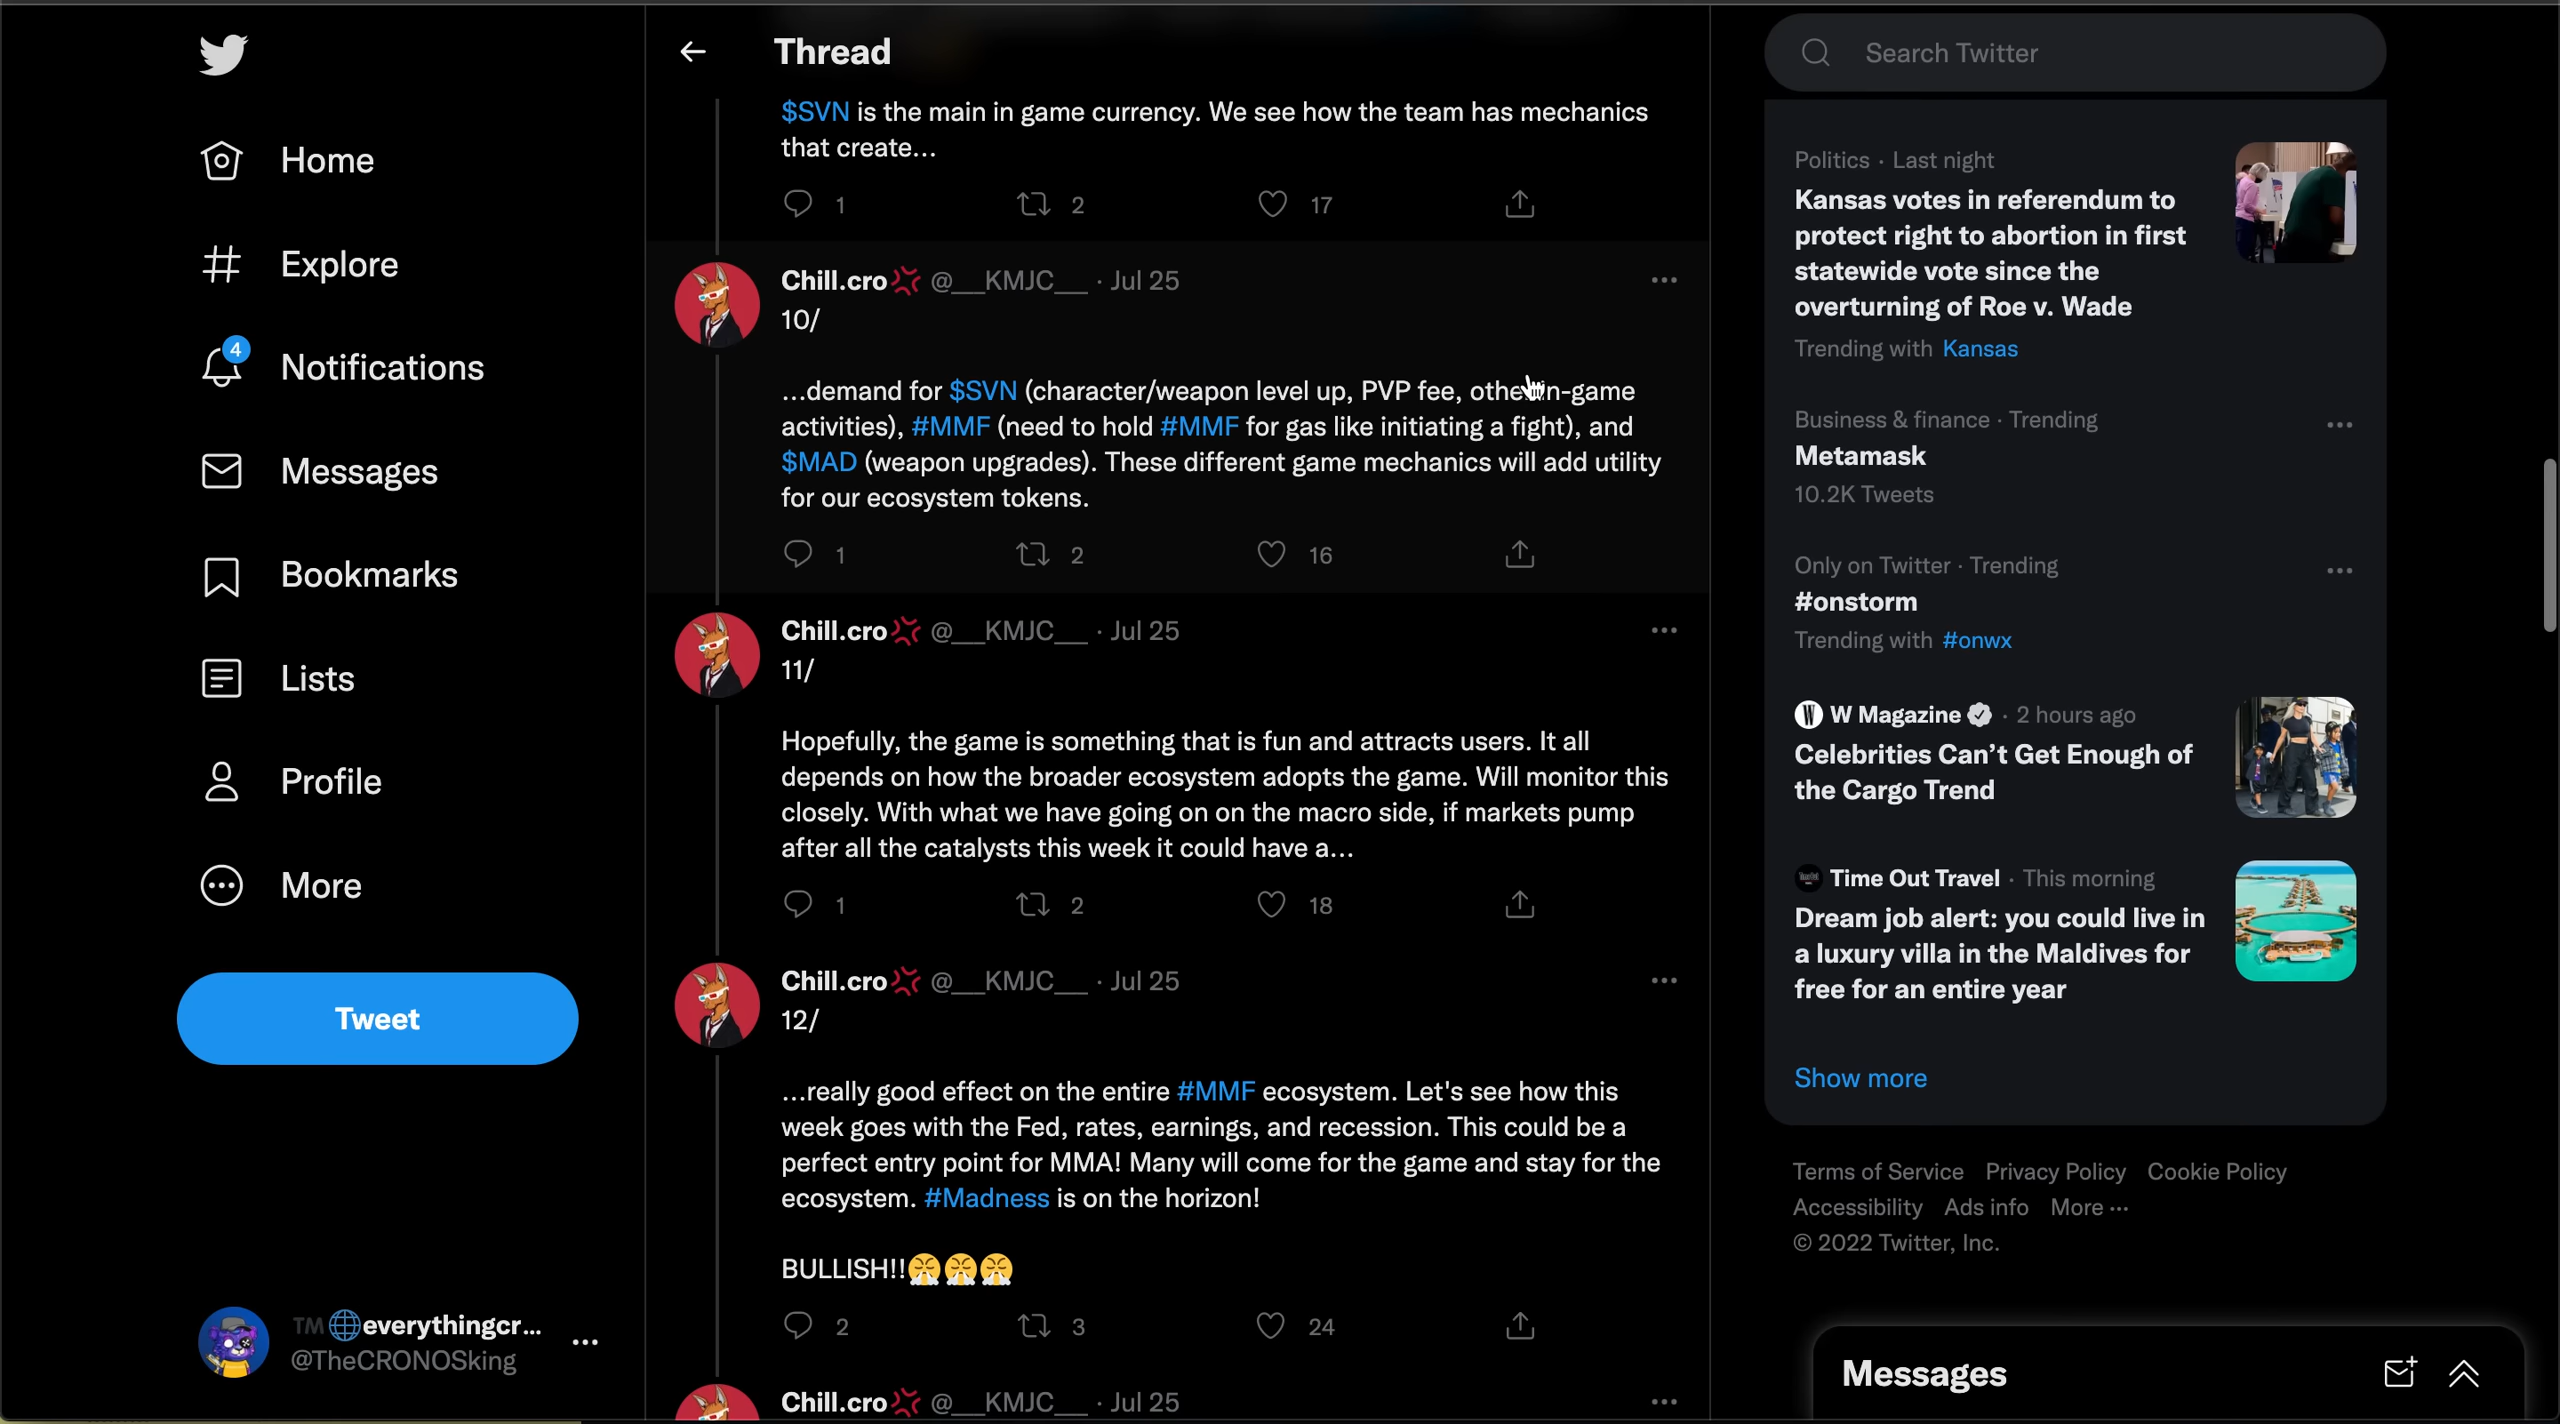 Home
Explore
4
Notifications
Messages
Bookmarks
Lists
Profile
More
Tweet
TM🌐everythingcr...
@TheCRONOSking
Thread
$SVN is the main in game currency. We see how the team has mechanics
that create…
1 2 17
Chill.cro💢 @__KMJC__ · Jul 25
10/
…demand for $SVN (character/weapon level up, PVP fee, other in-game
activities), #MMF (need to hold #MMF for gas like initiating a fight), and
$MAD (weapon upgrades). These different game mechanics will add utility
for our ecosystem tokens.
1 2 16
Chill.cro💢 @__KMJC__ · Jul 25
11/
Hopefully, the game is something that is fun and attracts users. It all
depends on how the broader ecosystem adopts the game. Will monitor this
closely. With what we have going on on the macro side, if markets pump
after all the catalysts this week it could have a…
1 2 18
Chill.cro💢 @__KMJC__ · Jul 25
12/
…really good effect on the entire #MMF ecosystem. Let's see how this
week goes with the Fed, rates, earnings, and recession. This could be a
perfect entry point for MMA! Many will come for the game and stay for the
ecosystem. #Madness is on the horizon!
BULLISH!!😤😤😤
2 3 24
Chill.cro💢 @__KMJC__ · Jul 25
Search Twitter
Politics · Last night
Kansas votes in referendum to
protect right to abortion in first
statewide vote since the
overturning of Roe v. Wade
Trending with Kansas
Business & finance · Trending
Metamask
10.2K Tweets
Only on Twitter · Trending
#onstorm
Trending with #onwx
W W Magazine · 2 hours ago
Celebrities Can’t Get Enough of
the Cargo Trend
Time Out Travel · This morning
Dream job alert: you could live in
a luxury villa in the Maldives for
free for an entire year
Show more
Terms of Service Privacy Policy Cookie Policy
Accessibility Ads info More ···
© 2022 Twitter, Inc.
Messages